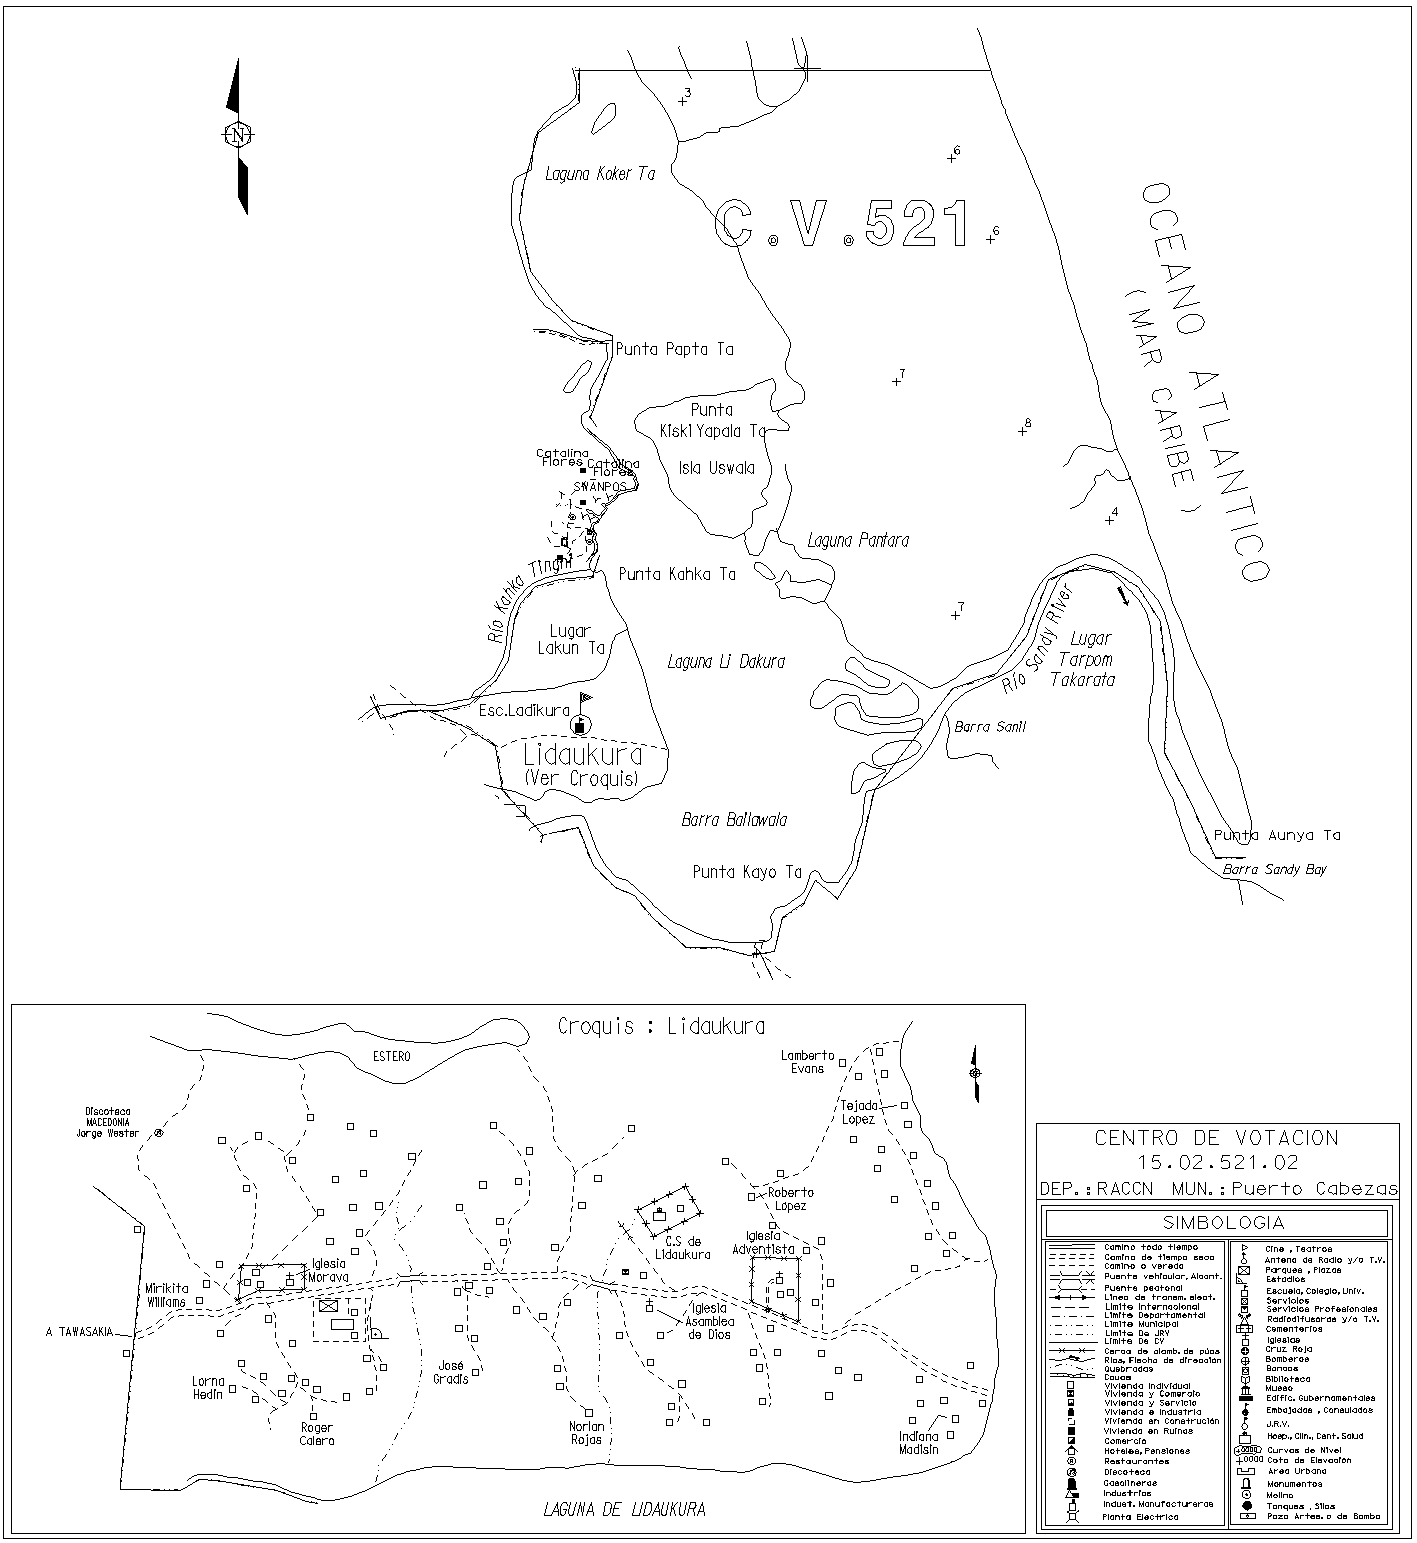 N
3
6
Laguna Koker Ta
C.V.521
6
OCEANO ATLANTICO
( MAR CARIBE )
Punta Papta Ta
7
Punta
Kiski Yapala Ta
8
Catalina
Flores
Catalina
Flores
Isla Uswala
SWANPOS
4
Laguna Pantara
Río Kahka Tingni
Punta Kahka Ta
7
Río Sandy River
Lugar
Lakun Ta
Lugar
Tarpom
Takarata
Laguna Li Dakura
Esc.Ladikura
Barra Sanil
Lidaukura
(Ver Croquis)
Barra Bailawala
Punta Aunya Ta
Punta Kayo Ta
Barra Sandy Bay
Croquis : Lidaukura
ESTERO
Lamberto
Evans
Discoteca
MACEDONIA
Jorge Wester
Tejada
Lopez
Roberto
Lopez
C.S de
Lidaukura
Iglesia
Adventista
Iglesia
Morava
Mirikita
Williams
A TAWASAKIA
Iglesia
Asamblea
de Dios
José
Gradis
Lorna
Hedin
Roger
Calero
Norlan
Rojas
Indiana
Madisin
LAGUNA DE LIDAUKURA
CENTRO DE VOTACION
15.02.521.02
DEP.:RACCN MUN.:Puerto Cabezas
SIMBOLOGIA
Camino todo tiempo
Camino de tiempo seco
Camino o vereda
Puente vehicular, Alcant.
Puente peatonal
Linea de transm. elect.
Limite Internacional
Limite Departamental
Limite Municipal
Limite De JRV
Limite De CV
Cerca de alamb. de púas
Rios, Flecha de dirección
Quebradas
Cauce
Vivienda Individual
Vivienda y Comercio
Vivienda y Servicio
Vivienda e Industria
Vivienda en Construción
Vivienda en Ruinas
Comercio
Hoteles, Pensiones
Restaurantes
Discoteca
Gasolineras
Industrias
Indust. Manufactureras
Planta Electrica
Cine , Teatros
Antena de Radio y/o T.V.
Parques , Plazas
Estadios
Escuela, Colegio, Univ.
Servicios
Servicios Profesionales
Radiodifusoras y/o T.V.
Cementerios
Iglesias
Cruz Roja
Bomberos
Bancos
Biblioteca
Museo
Edific. Gubernamentales
Embajadas , Consulados
J.R.V.
Hosp., Clin., Cent. Salud
Curvas de Nivel
Cota de Elevación
Area Urbana
Monumentos
Molino
Tanques , Silos
Pozo Artes. o de Bomba